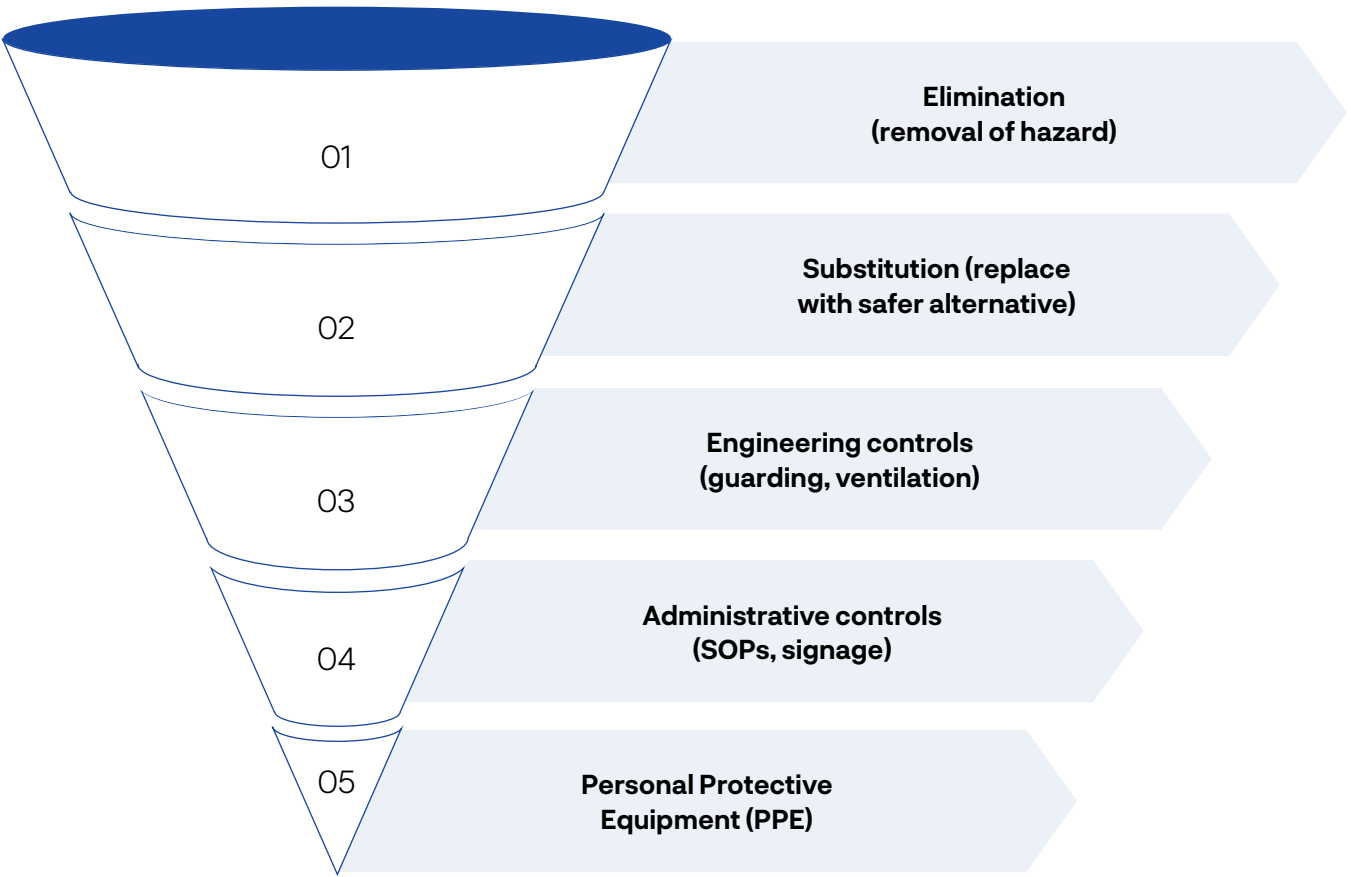 01
Elimination
(removal of hazard)
02
Substitution (replace
with safer alternative)
03
Engineering controls
(guarding, ventilation)
04
Administrative controls
(SOPs, signage)
05
Personal Protective
Equipment (PPE)